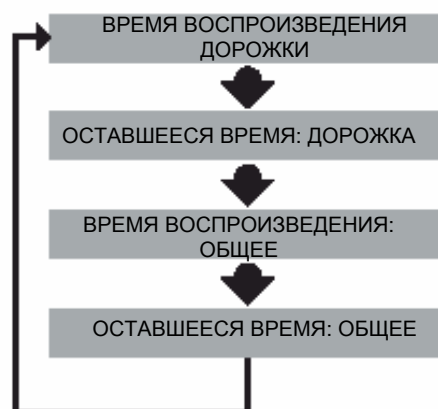 ВРЕМЯ ВОСПРОИЗВЕДЕНИЯ
ДОРОЖКИ
ОСТАВШЕЕСЯ ВРЕМЯ: ДОРОЖКА
ВРЕМЯ ВОСПРОИЗВЕДЕНИЯ:
ОБЩЕЕ
ОСТАВШЕЕСЯ ВРЕМЯ: ОБЩЕЕ